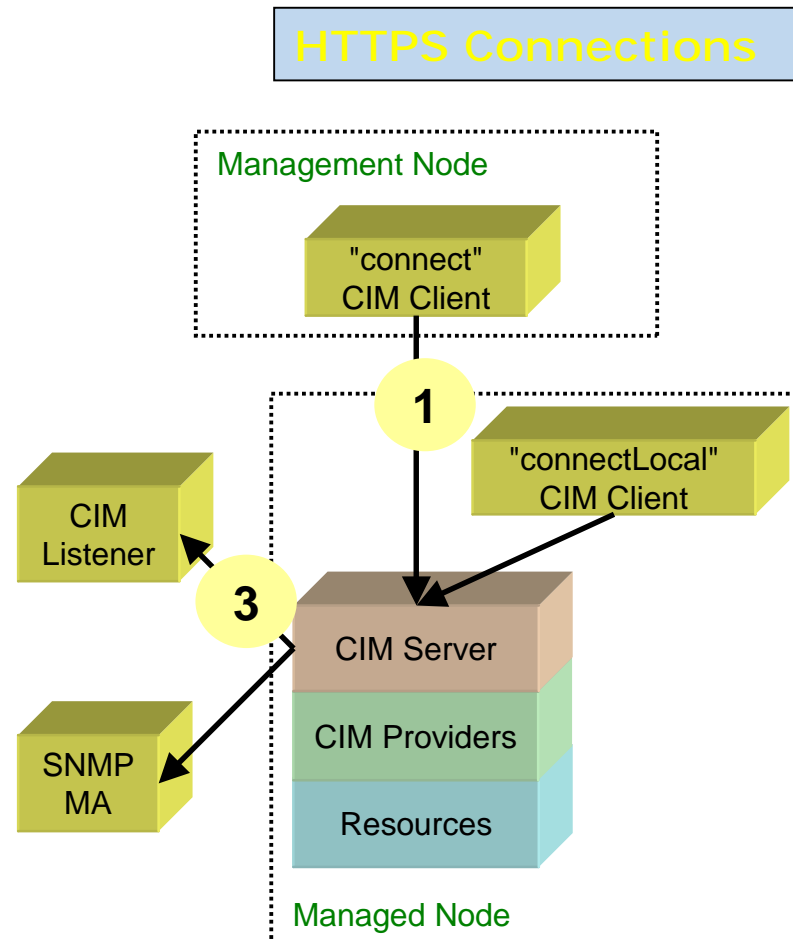 HTTPS Connections
Management Node
"connect"
CIM Client
1
"connectLocal"
CIM Client
CIM
Listener
3
CIM Server
CIM Providers
SNMP
MA
Resources
Managed Node